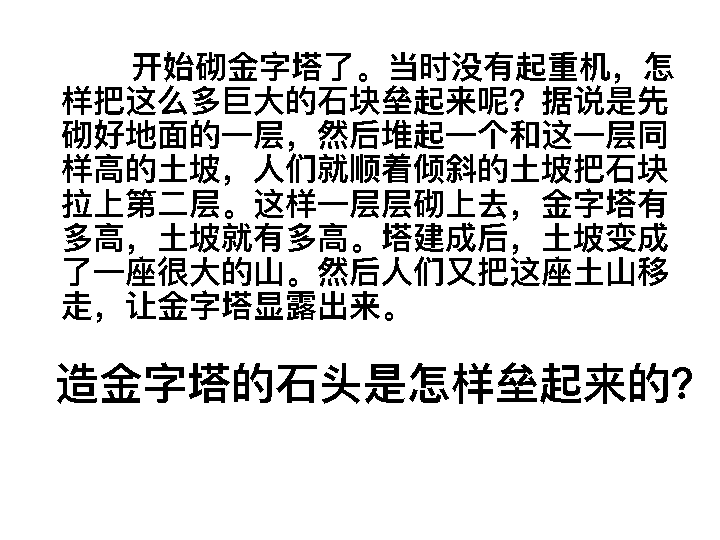 开始砌金字塔了。当时没有起重机，怎
样把这么多巨大的石块垒起来呢？据说是先
砌好地面的一层，然后堆起一个和这一层同
样高的土坡，人们就顺着倾斜的土坡把石块
拉上第二层。这样一层层砌上去，金字塔有
多高，土坡就有多高。塔建成后，土坡变成
了一座很大的山。然后人们又把这座土山移
走，让金字塔显露出来。
造金字塔的石头是怎样垒起来的？